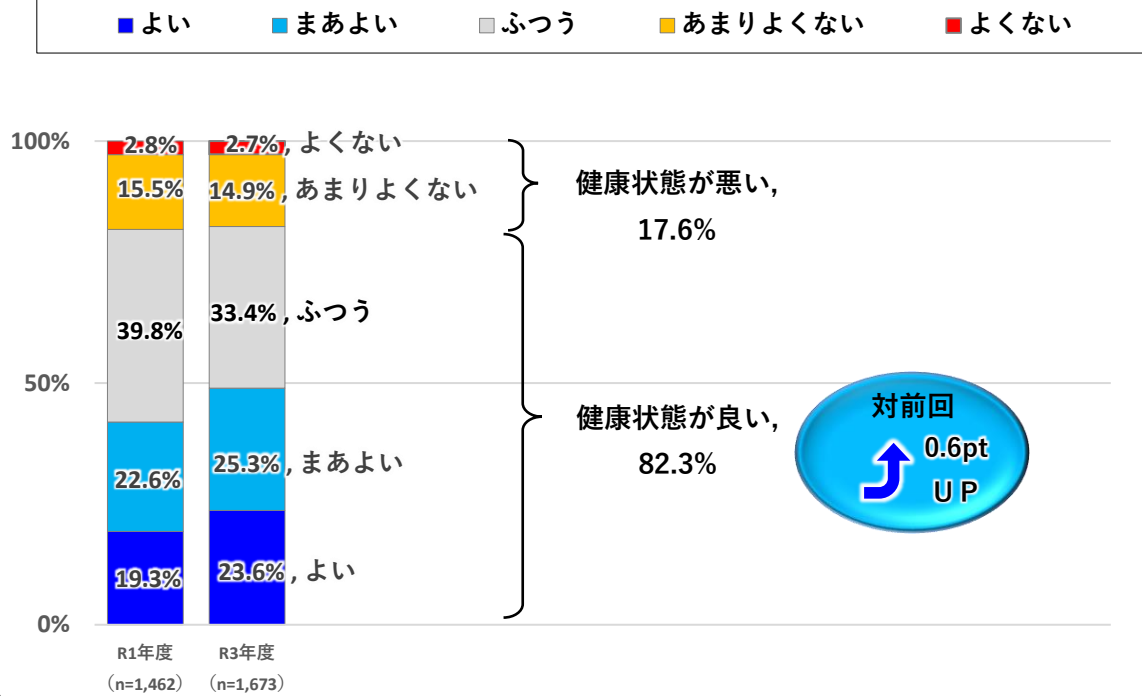 よい まあよい ふつう あまりよくない よくない
100%
2.8% 2.7% , よくない
15.5% 14.9% , あまりよくない
健康状態が悪い,
17.6%
39.8% 33.4% , ふつう
50%
健康状態が良い,
82.3%
対前回
0.6pt
ＵＰ
22.6% 25.3% , まあよい
19.3% 23.6% , よい
0%
R1年度 R3年度
（n=1,462） （n=1,673）